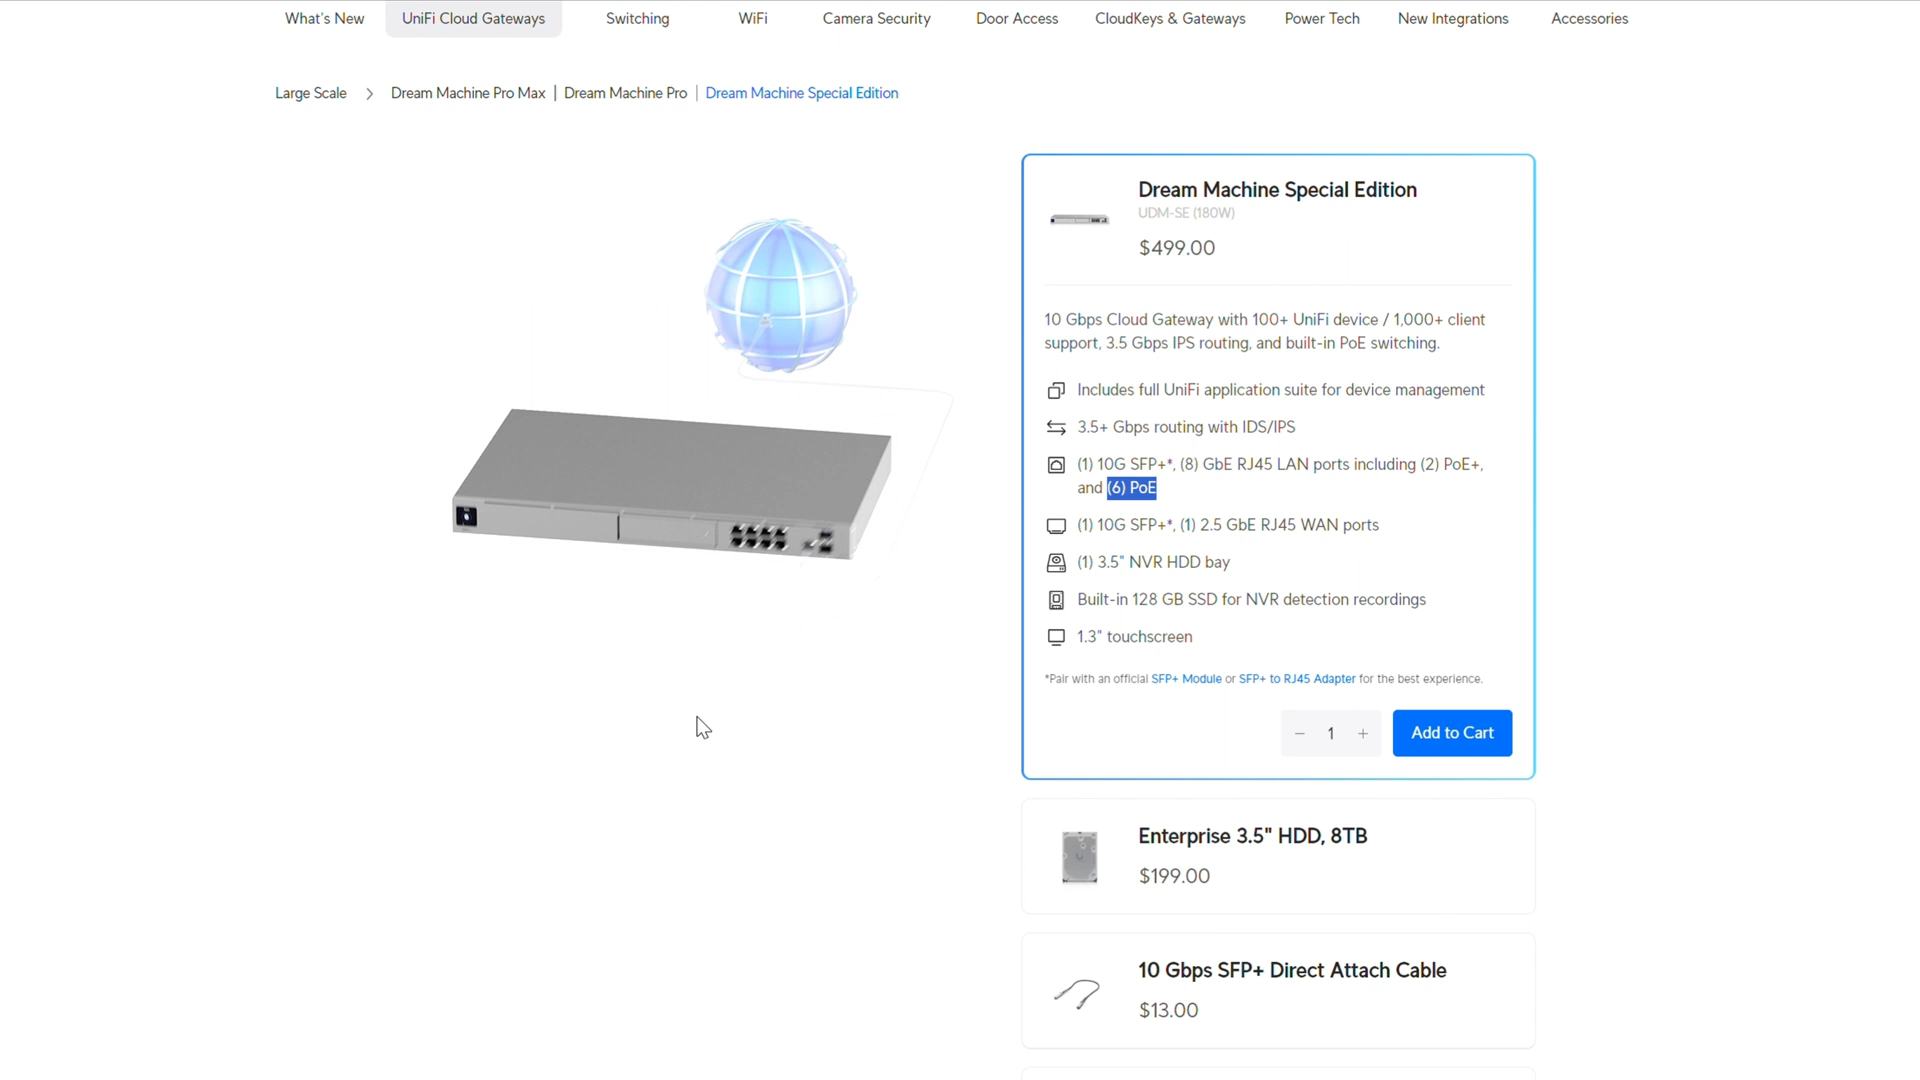 What's New
UniFi Cloud Gateways
Switching
WiFi
Camera Security
Door Access
CloudKeys & Gateways
Power Tech
New Integrations
Accessories
Large Scale > Dream Machine Pro Max | Dream Machine Pro | Dream Machine Special Edition
Dream Machine Special Edition
UDM-SE (180W)
$499.00
10 Gbps Cloud Gateway with 100+ UniFi device / 1,000+ client
support, 3.5 Gbps IPS routing, and built-in PoE switching.
Includes full UniFi application suite for device management
3.5+ Gbps routing with IDS/IPS
(1) 10G SFP+*, (8) GbE RJ45 LAN ports including (2) PoE+,
and (6) PoE
(1) 10G SFP+*, (1) 2.5 GbE RJ45 WAN ports
(1) 3.5" NVR HDD bay
Built-in 128 GB SSD for NVR detection recordings
1.3" touchscreen
*Pair with an official SFP+ Module or SFP+ to RJ45 Adapter for the best experience.
− 1 +
Add to Cart
Enterprise 3.5" HDD, 8TB
$199.00
10 Gbps SFP+ Direct Attach Cable
$13.00